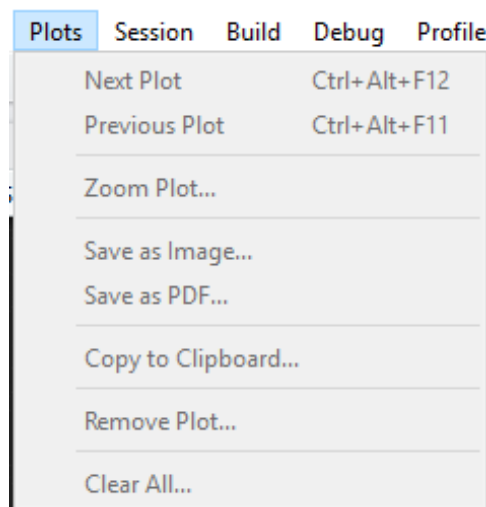 Plots Session Build Debug Profile
Next Plot Ctrl+Alt+F12
Previous Plot Ctrl+Alt+F11
Zoom Plot...
Save as Image...
Save as PDF...
Copy to Clipboard...
Remove Plot...
Clear All...